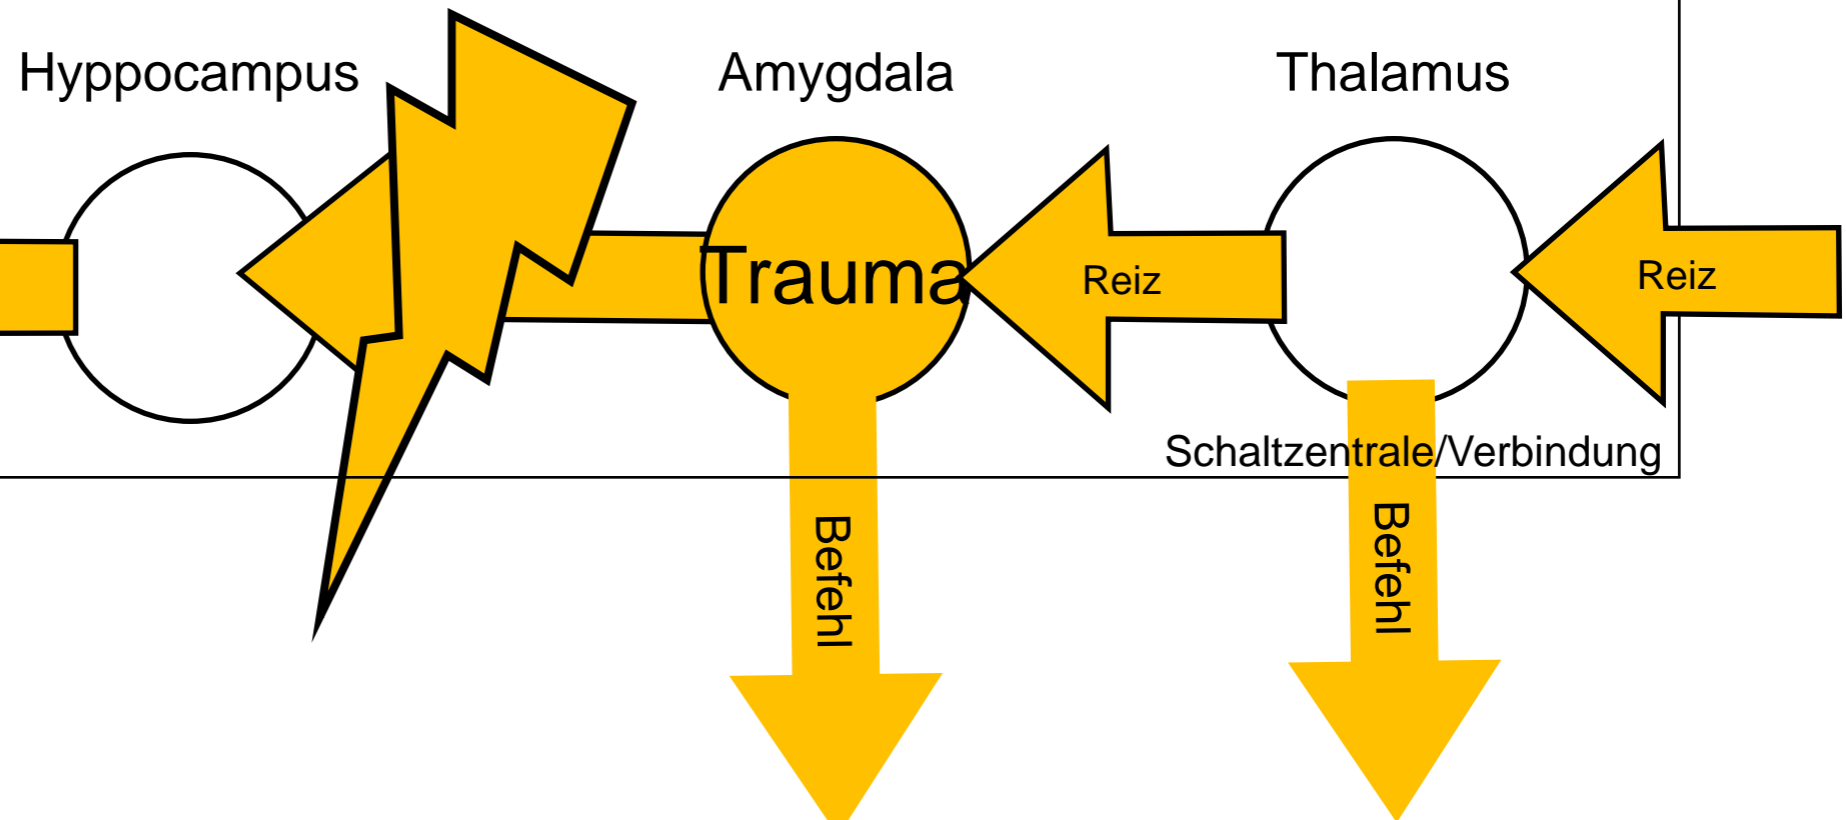 Hyppocampus
Amygdala
Thalamus
Trauma
Reiz
Reiz
Schaltzentrale/Verbindung
Befehl
Befehl